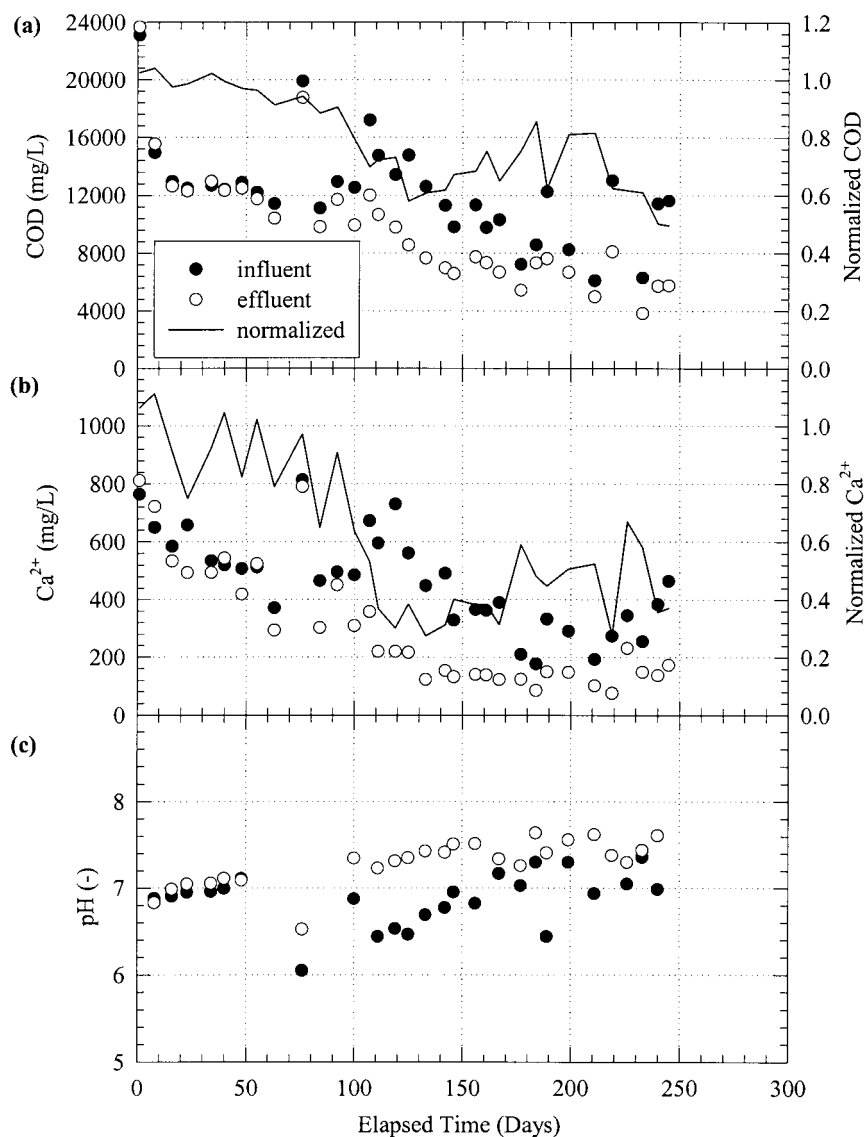 (a)
24000
20000
16000
12000
8000
4000
0
COD (mg/L)
1.2
1.0
0.8
0.6
0.4
0.2
0.0
Normalized COD
influent
effluent
normalized
(b)
1000
800
600
400
200
0
Ca²⁺ (mg/L)
1.0
0.8
0.6
0.4
0.2
0.0
Normalized Ca²⁺
(c)
8
7
6
5
pH (-)
0 50 100 150 200 250 300
Elapsed Time (Days)